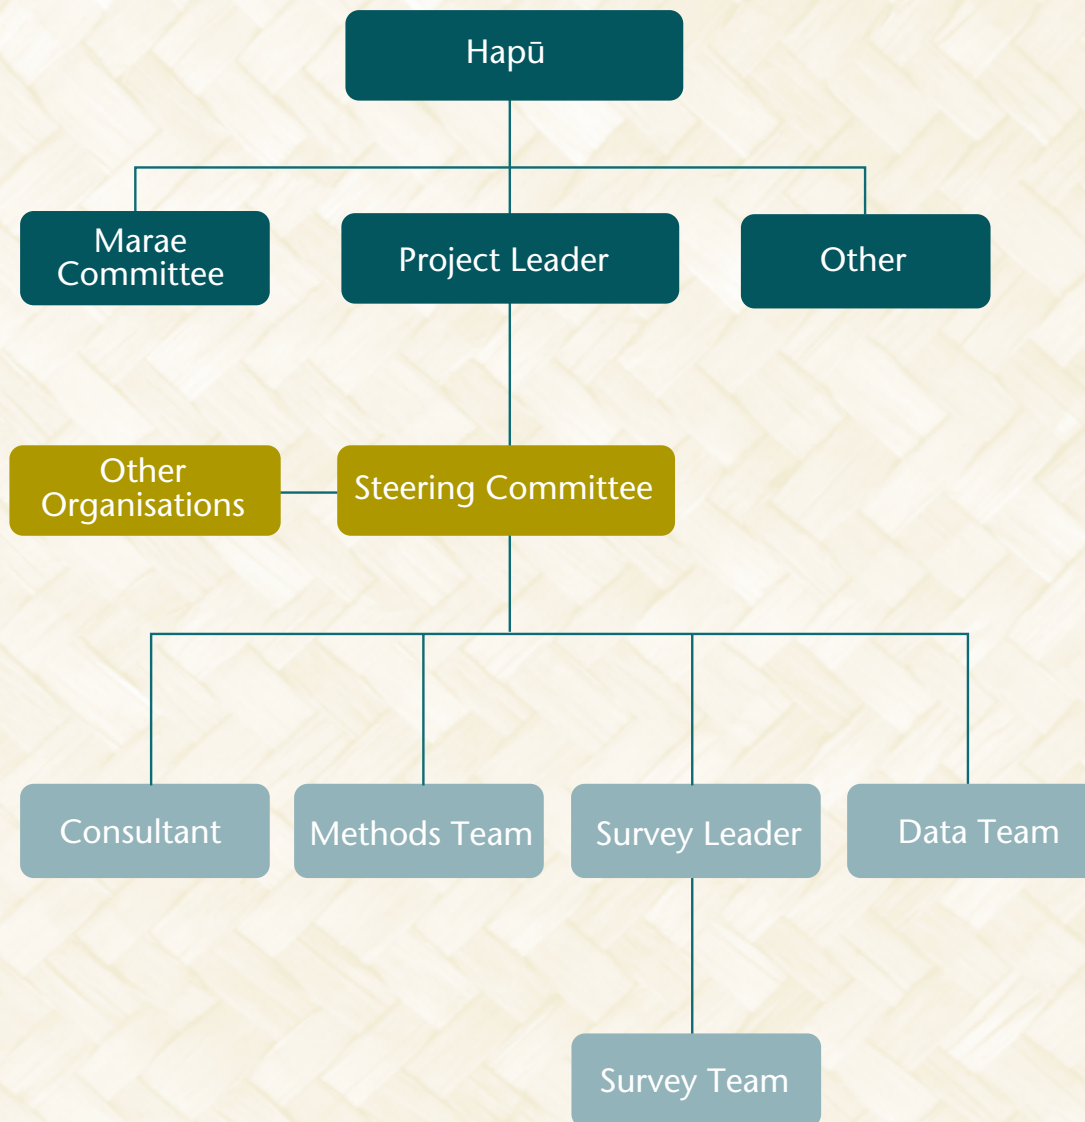 Hapū
Marae
Committee
Project Leader
Other
Other
Organisations
Steering Committee
Consultant
Methods Team
Survey Leader
Data Team
Survey Team